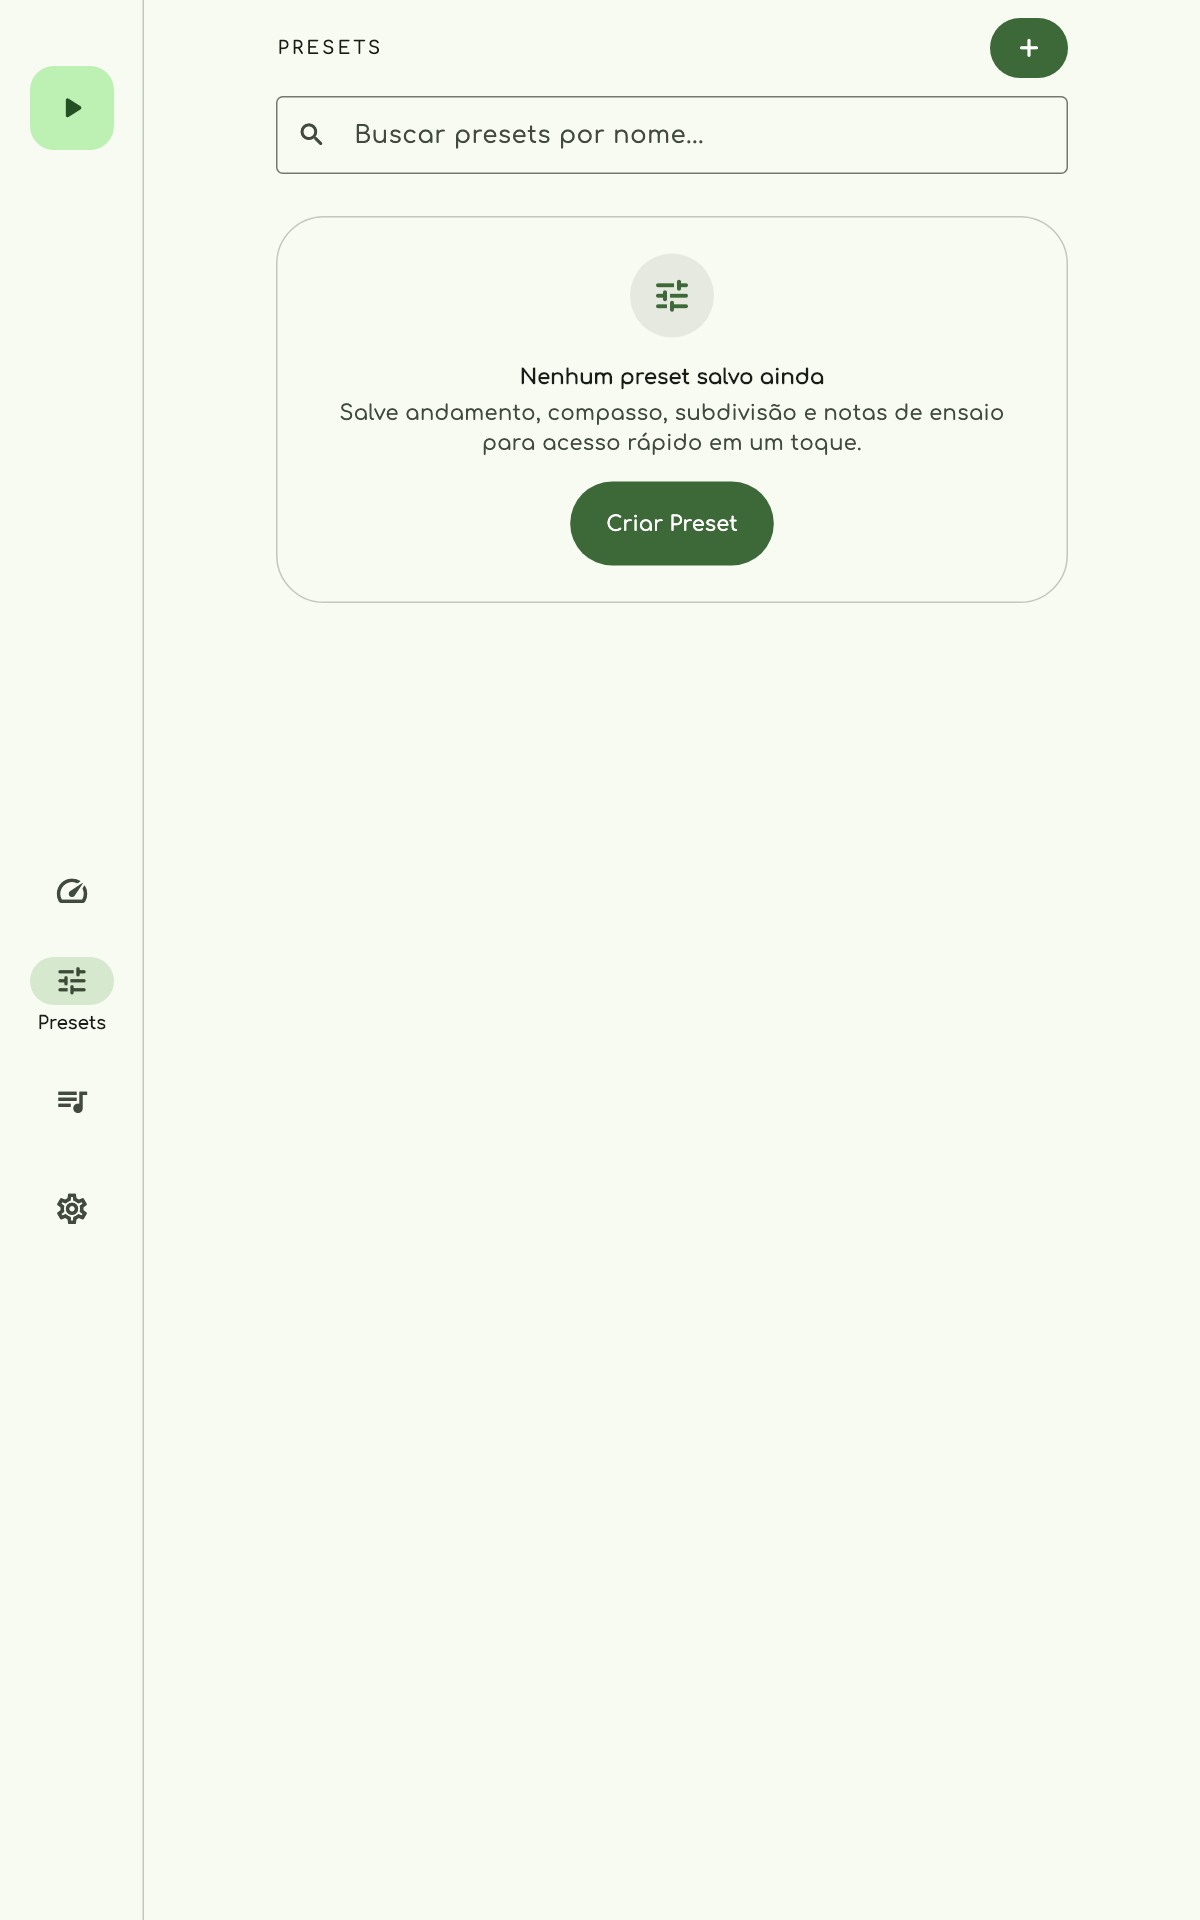 PRESETS
Buscar presets por nome...
Nenhum preset salvo ainda
Salve andamento, compasso, subdivisão e notas de ensaio
para acesso rápido em um toque.
Criar Preset
Presets